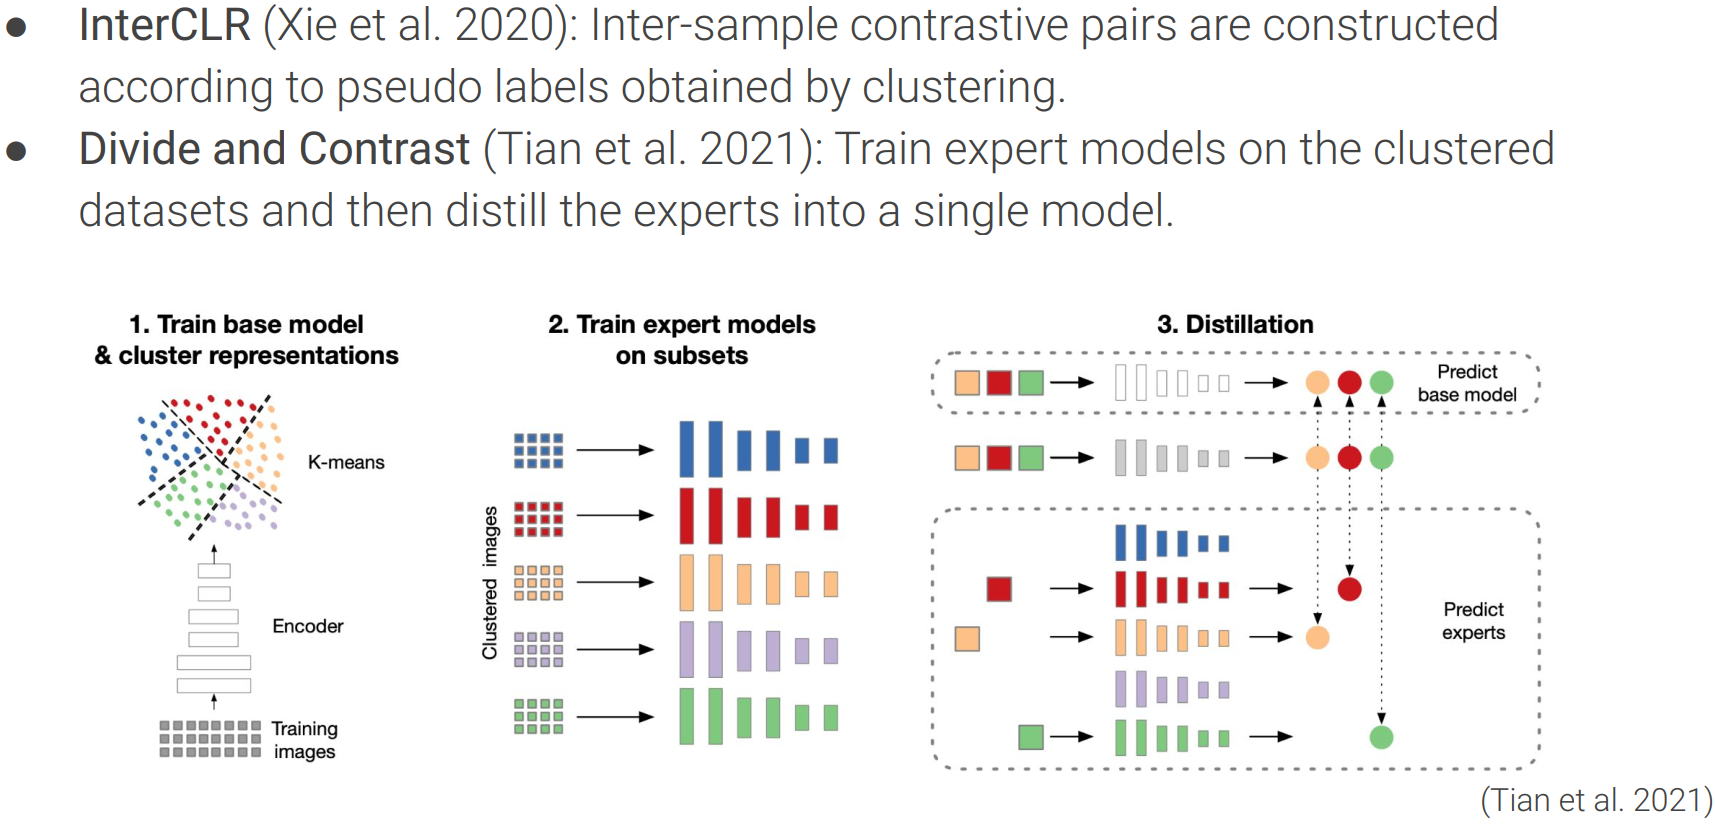 ● InterCLR (Xie et al. 2020): Inter-sample contrastive pairs are constructed
according to pseudo labels obtained by clustering.
● Divide and Contrast (Tian et al. 2021): Train expert models on the clustered
datasets and then distill the experts into a single model.
1. Train base model
& cluster representations
K-means
Encoder
Training
images
2. Train expert models
on subsets
Clustered images
3. Distillation
Predict
base model
Predict
experts
(Tian et al. 2021)